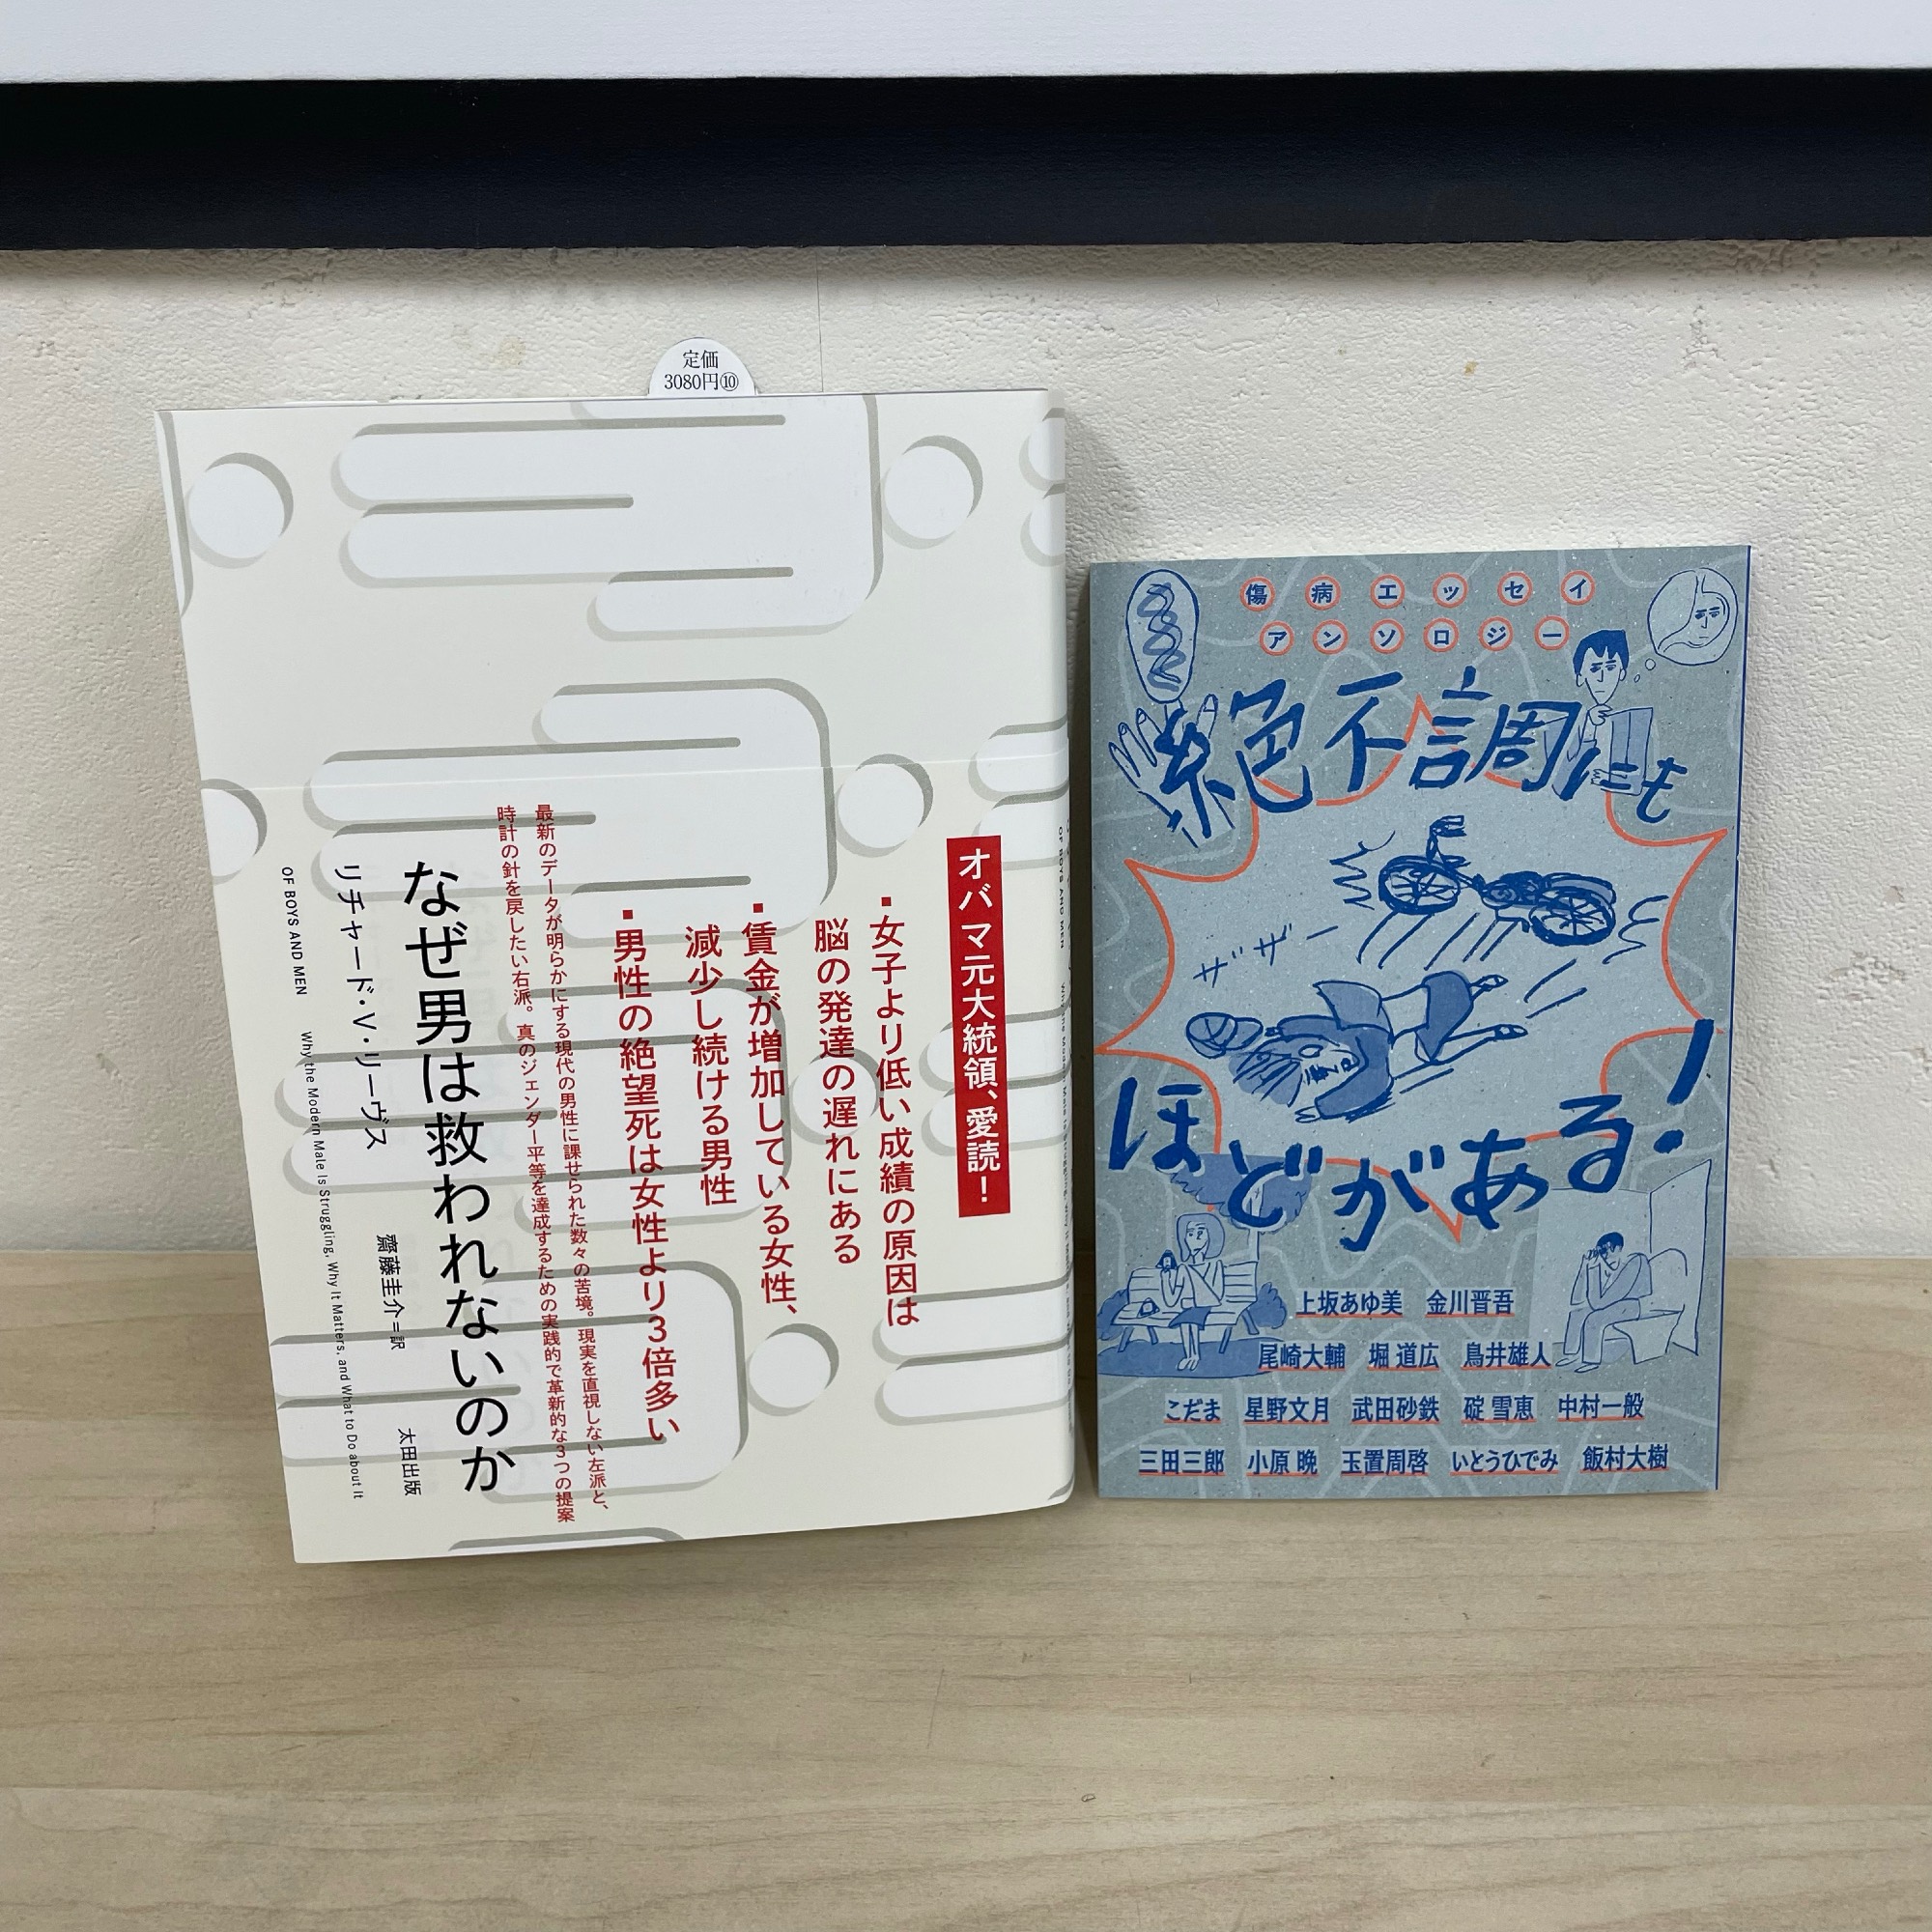 定価
3080円⑩
オバマ元大統領、愛読!
▪女子より低い成績の原因は
脳の発達の遅れにある
▪賃金が増加している女性、
減少し続ける男性
▪男性の絶望死は女性より3倍多い
最新のデータが明らかにする現代の男性に課せられた数々の苦境。現実を直視しない左派と、
時計の針を戻したい右派。真のジェンダー平等を達成するための実践的で革新的な3つの提案
なぜ男は救われないのか
リチャード・V・リーヴス
齋藤圭介=訳
太田出版
OF BOYS AND MEN
Why the Modern Male Is Struggling, Why It Matters, and What to Do about It
OF BOYS AND MEN
傷病エッセイ
アンソロジー
絶不調にも
ザザー
ほどがある!
上坂あゆ美 金川晋吾
尾崎大輔 堀 道広 鳥井雄人
こだま 星野文月 武田砂鉄 碇 雪恵 中村一般
三田三郎 小原 晩 玉置周啓 いとうひでみ 飯村大樹